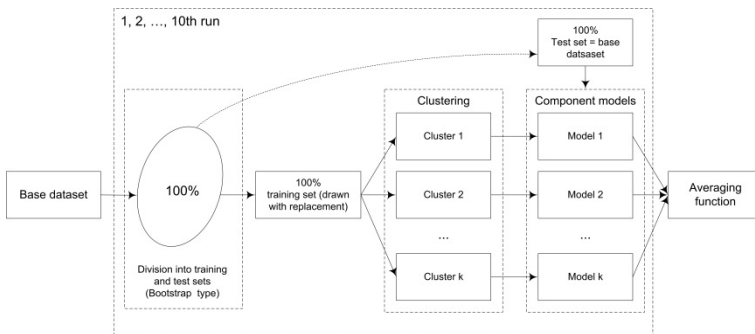 1, 2, …, 10th run
100%
Test set = base
datsaset
Clustering
Component models
Cluster 1
Model 1
Base dataset
100%
100%
training set (drawn
with replacement)
Cluster 2
Model 2
Averaging
function
...
...
Division into training
and test sets
(Bootstrap type)
Cluster k
Model k